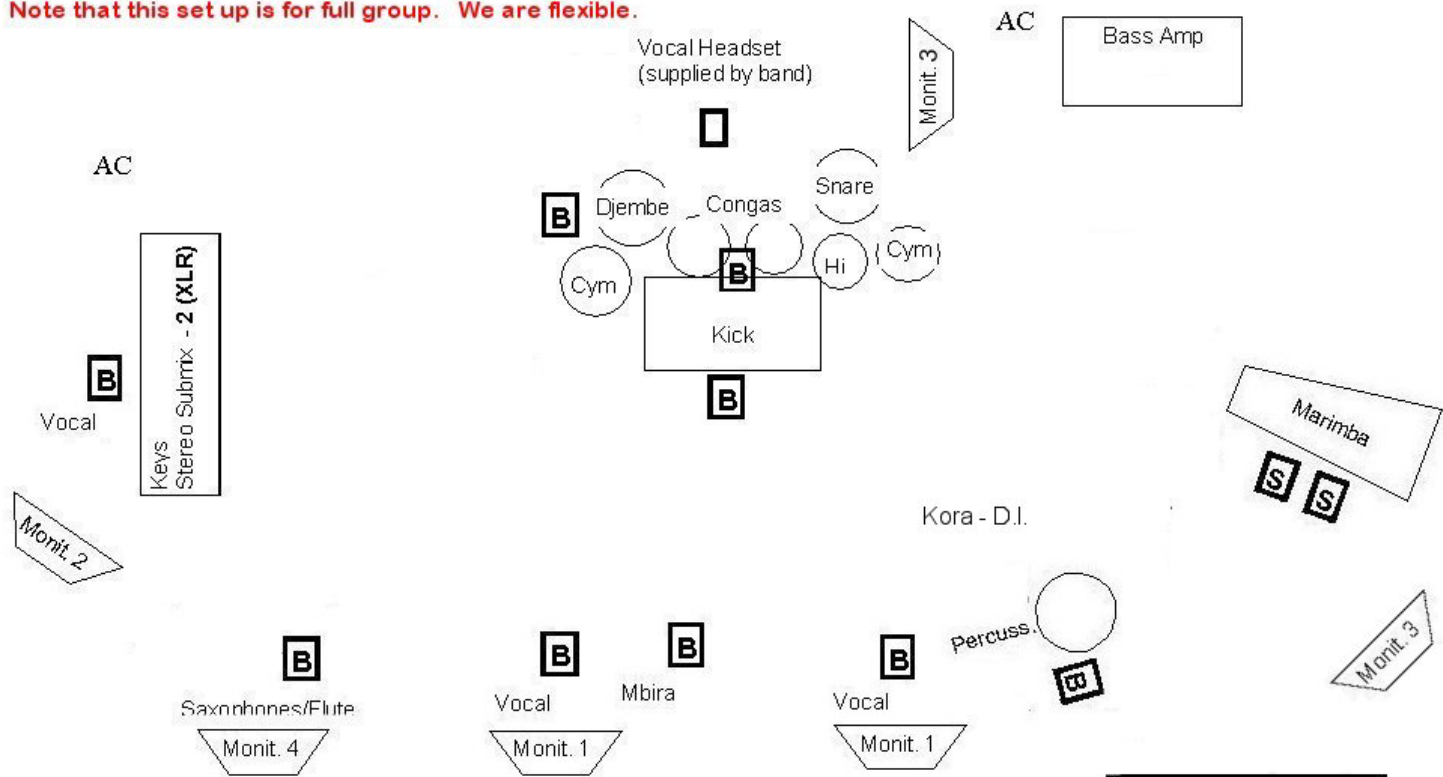 Note that this set up is for full group. We are flexible.
AC
Bass Amp
Vocal Headset
(supplied by band)
Monit. 3
AC
Snare
B
Djembe
Congas
Cym
B
Hi
Cym
Kick
B
Keys
Stereo Submix - 2 (XLR)
B
Vocal
Marimba
S
S
Monit. 2
Kora - D.I.
Percuss.
B
Monit. 3
B
Saxophones/Flute
Monit. 4
B
Vocal
Monit. 1
B
Mbira
B
Vocal
Monit. 1